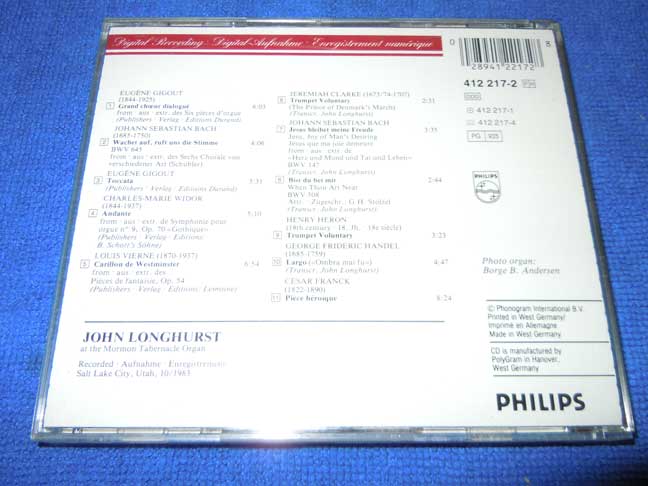 Digital Recording · Digital-Aufnahme · Enregistrement numérique
EUGÈNE GIGOUT
(1844-1925)
1 Grand chœur dialogué 6:03
from · aus · extr. des Six pièces d'orgue
(Publishers · Verlag · Editions Durand)
JOHANN SEBASTIAN BACH
(1685-1750)
2 Wachet auf, ruft uns die Stimme 4:06
BWV 645
from · aus · extr. des Sechs Choräle «von
verschiedener Art (Schübler)
EUGÈNE GIGOUT
3 Toccata 3:31
(Publishers · Verlag · Editions Durand)
CHARLES-MARIE WIDOR
(1844-1937)
4 Andante 5:10
from · aus · extr. de Symphonie pour
orgue nº 9, Op. 70 «Gothique»
(Publishers · Verlag · Editions:
B. Schott's Söhne)
LOUIS VIERNE (1870-1937)
5 Carillon de Westminster 6:54
from · aus · extr. des
Pièces de fantaisie, Op. 54
(Publishers · Verlag · Editions: Lemoine)
JEREMIAH CLARKE (1673/74-1707)
6 Trumpet Voluntary 2:31
(The Prince of Denmark's March)
(Transcr. John Longhurst)
JOHANN SEBASTIAN BACH
7 Jesus bleibet meine Freude 3:35
Jesu, Joy of Man's Desiring
Jésus que ma joie demeure
from · aus · extr. de
«Herz und Mund und Tat und Leben»
BWV 147
(Transcr. John Longhurst)
8 Bist du bei mir 2:44
When Thou Art Near
BWV 508
Attr. · Zugeschr.: G.H. Stölzel
(Transcr. John Longhurst)
HENRY HERON
(18th century · 18. Jh. · 18e siècle)
9 Trumpet Voluntary 3:23
GEORGE FRIDERIC HANDEL
(1685-1759)
10 Largo («Ombra mai fu») 4:47
(Transcr. John Longhurst)
CÉSAR FRANCK
(1822-1890)
11 Pièce héroïque 8:24
JOHN LONGHURST
at the Mormon Tabernacle Organ
Recorded · Aufnahme · Enregistrement
Salt Lake City, Utah, 10/1983
0 28941 22172 8
412 217-2
DDD
412 217-1
412 217-4
PG 925
PHILIPS
Photo organ:
Borge B. Andersen
℗ Phonogram International B.V.
Printed in West Germany/
Imprimé en Allemagne
Made in West Germany.
CD is manufactured by
PolyGram in Hanover,
West Germany.
PHILIPS